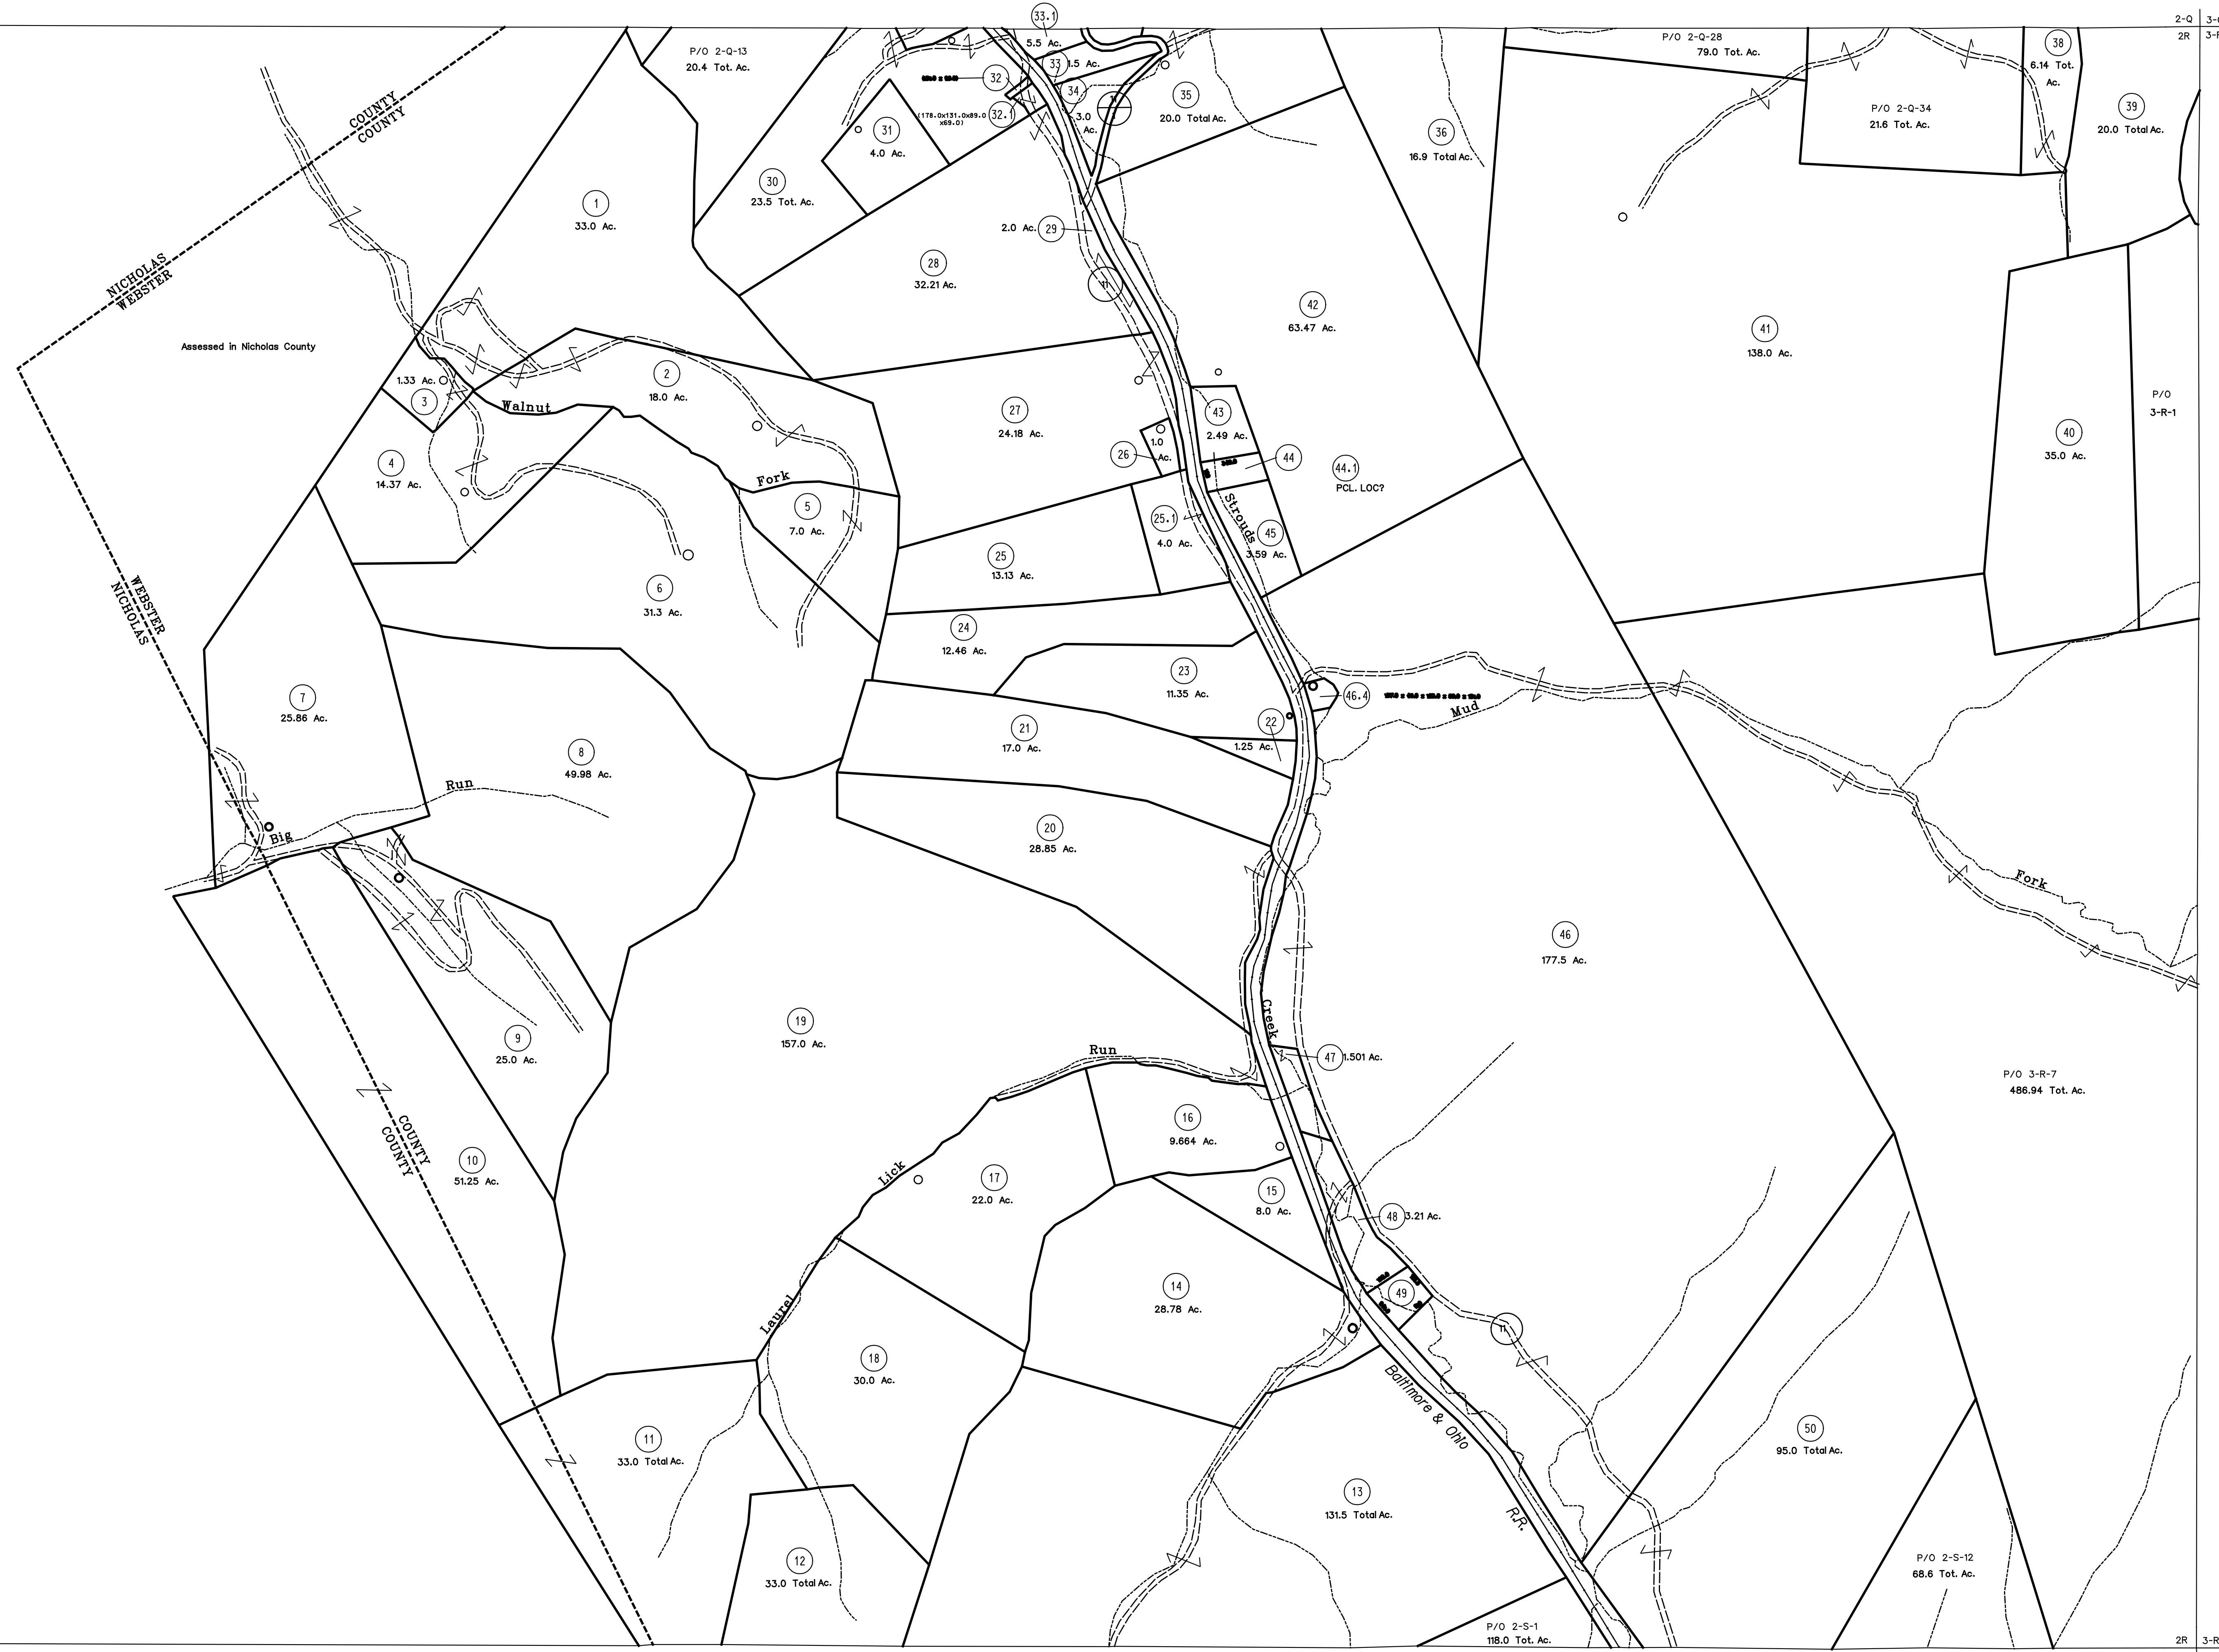 2-Q
3-
2R
33.1
5.5 Ac.
P/O 2-Q-13
20.4 Tot. Ac.
33
1.5 Ac.
32
34
32.1
(178.0x131.0x89.0
x69.0)
3.0
Ac.
35
20.0 Total Ac.
P/O 2-Q-28
79.0 Tot. Ac.
38
6.14 Tot.
Ac.
P/O 2-Q-34
21.6 Tot. Ac.
39
20.0 Total Ac.
36
16.9 Total Ac.
COUNTY
COUNTY
31
4.0 Ac.
30
23.5 Tot. Ac.
1
33.0 Ac.
2.0 Ac.
29
28
32.21 Ac.
11
NICHOLAS
WEBSTER
42
63.47 Ac.
41
138.0 Ac.
Assessed in Nicholas County
1.33 Ac.
3
2
18.0 Ac.
Walnut
27
24.18 Ac.
43
2.49 Ac.
P/O
3-R-1
40
35.0 Ac.
1.0
Ac.
26
44
44.1
PCL. LOC?
4
14.37 Ac.
Fork
5
7.0 Ac.
25.1
4.0 Ac.
Strouds
45
3.59 Ac.
25
13.13 Ac.
6
31.3 Ac.
WEBSTER
NICHOLAS
24
12.46 Ac.
23
11.35 Ac.
46.4
Mud
7
25.86 Ac.
22
1.25 Ac.
21
17.0 Ac.
8
49.98 Ac.
Run
Big
20
28.85 Ac.
Fork
46
177.5 Ac.
19
157.0 Ac.
Creek
9
25.0 Ac.
Run
47
1.501 Ac.
P/O 3-R-7
486.94 Tot. Ac.
COUNTY
COUNTY
16
9.664 Ac.
10
51.25 Ac.
Lick
17
22.0 Ac.
15
8.0 Ac.
48
3.21 Ac.
14
28.78 Ac.
49
Laurel
11
18
30.0 Ac.
Baltimore & Ohio
R.R.
11
33.0 Total Ac.
50
95.0 Total Ac.
13
131.5 Total Ac.
12
33.0 Total Ac.
P/O 2-S-12
68.6 Tot. Ac.
P/O 2-S-1
118.0 Tot. Ac.
2R
3-R